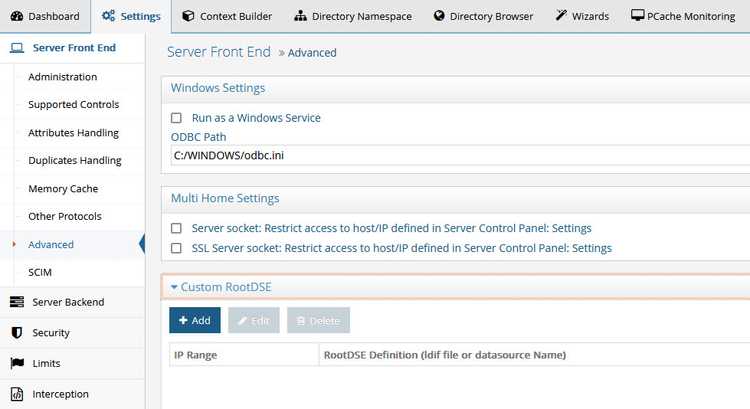 Dashboard Settings Context Builder Directory Namespace Directory Browser Wizards PCache Monitoring
Server Front End
Administration
Supported Controls
Attributes Handling
Duplicates Handling
Memory Cache
Other Protocols
Advanced
SCIM
Server Backend
Security
Limits
Interception
Server Front End » Advanced
Windows Settings
Run as a Windows Service
ODBC Path
C:/WINDOWS/odbc.ini
Multi Home Settings
Server socket: Restrict access to host/IP defined in Server Control Panel: Settings
SSL Server socket: Restrict access to host/IP defined in Server Control Panel: Settings
Custom RootDSE
Add Edit Delete
IP Range RootDSE Definition (ldif file or datasource Name)